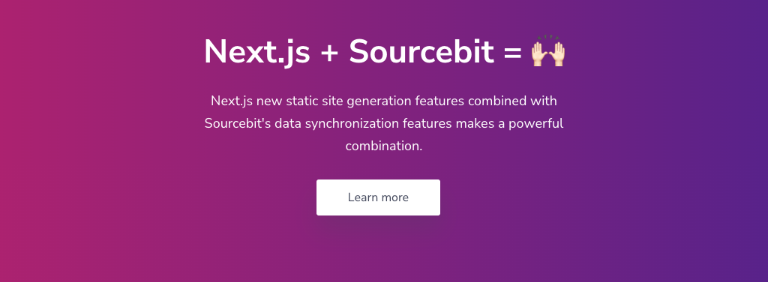 Next.js + Sourcebit = 🙌🏻
Next.js new static site generation features combined with
Sourcebit's data synchronization features makes a powerful
combination.
Learn more